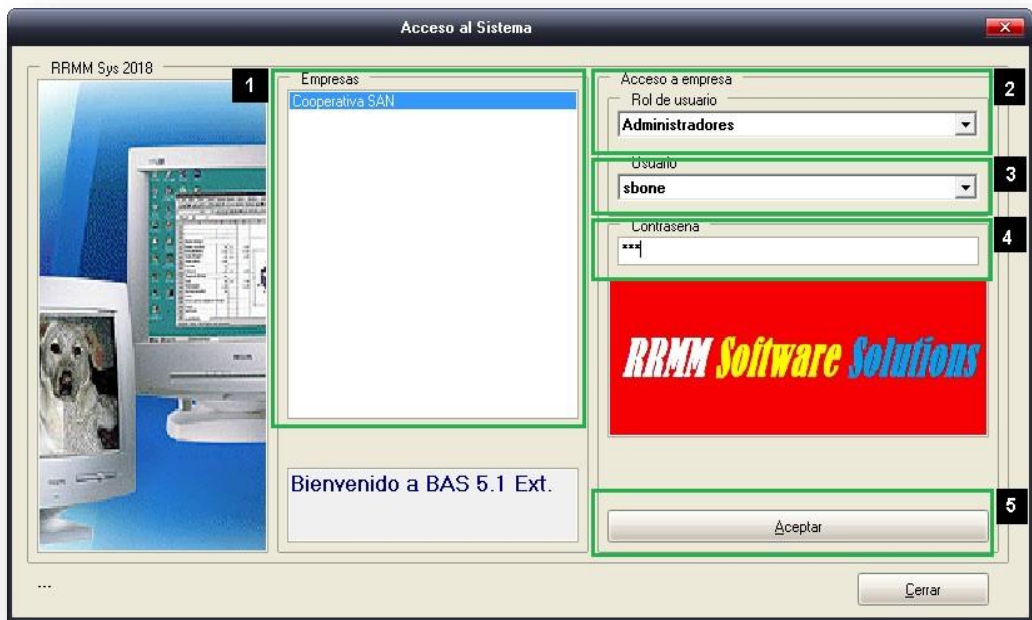 Acceso al Sistema
RRMM Sys 2018
1
Empresas
Cooperativa SAN
Bienvenido a BAS 5.1 Ext.
Acceso a empresa
2
Rol de usuario
Administradores
Usuario
3
sbone
Contrasena
4
***
RRMM Software Solutions
5
Aceptar
...
Cerrar